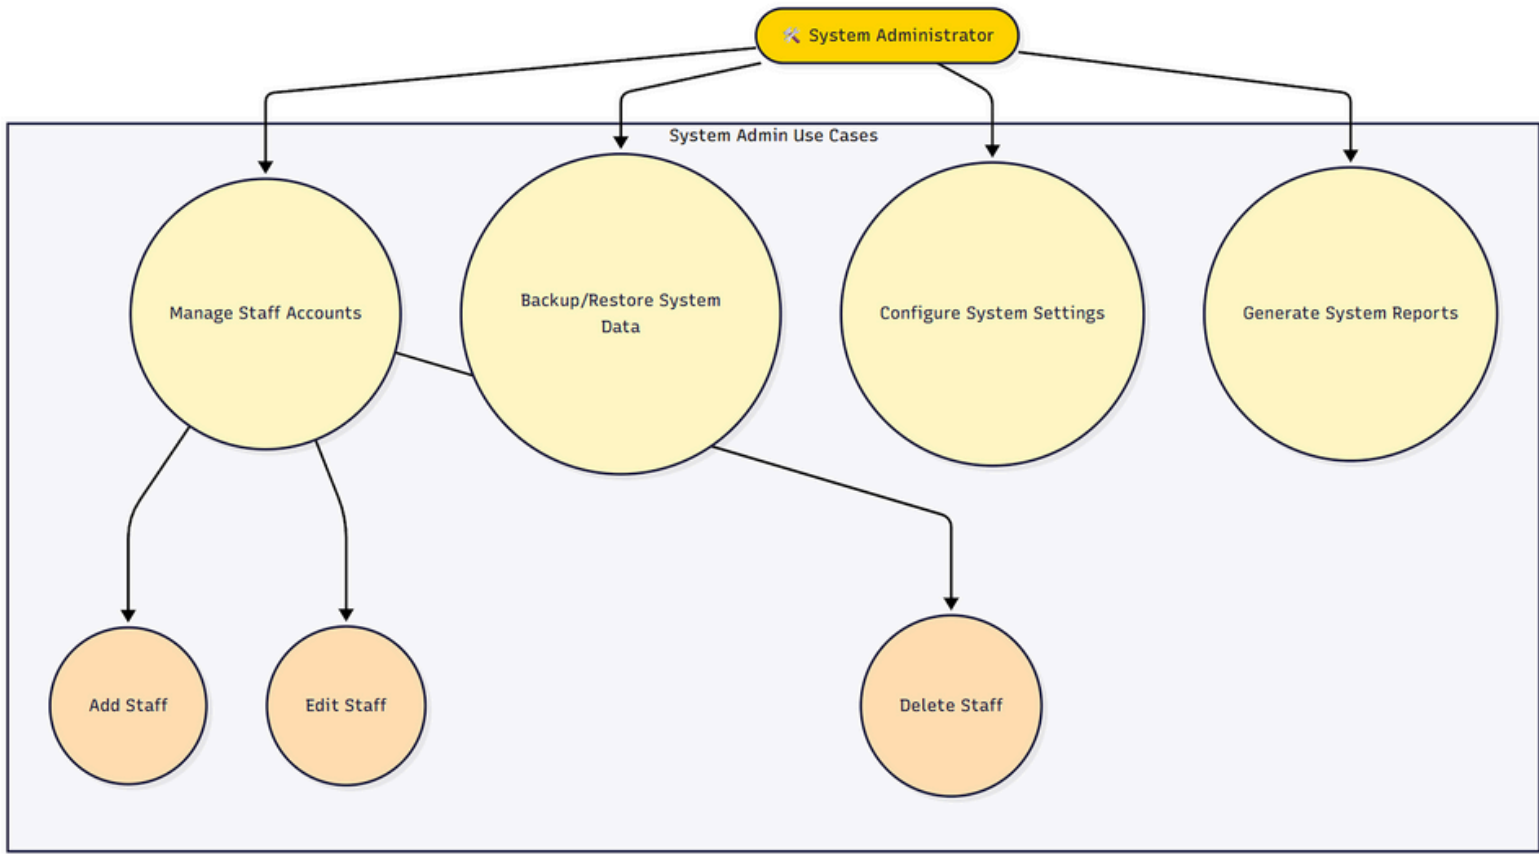 🛠️ System Administrator
System Admin Use Cases
Manage Staff Accounts
Backup/Restore System
Data
Configure System Settings
Generate System Reports
Add Staff
Edit Staff
Delete Staff